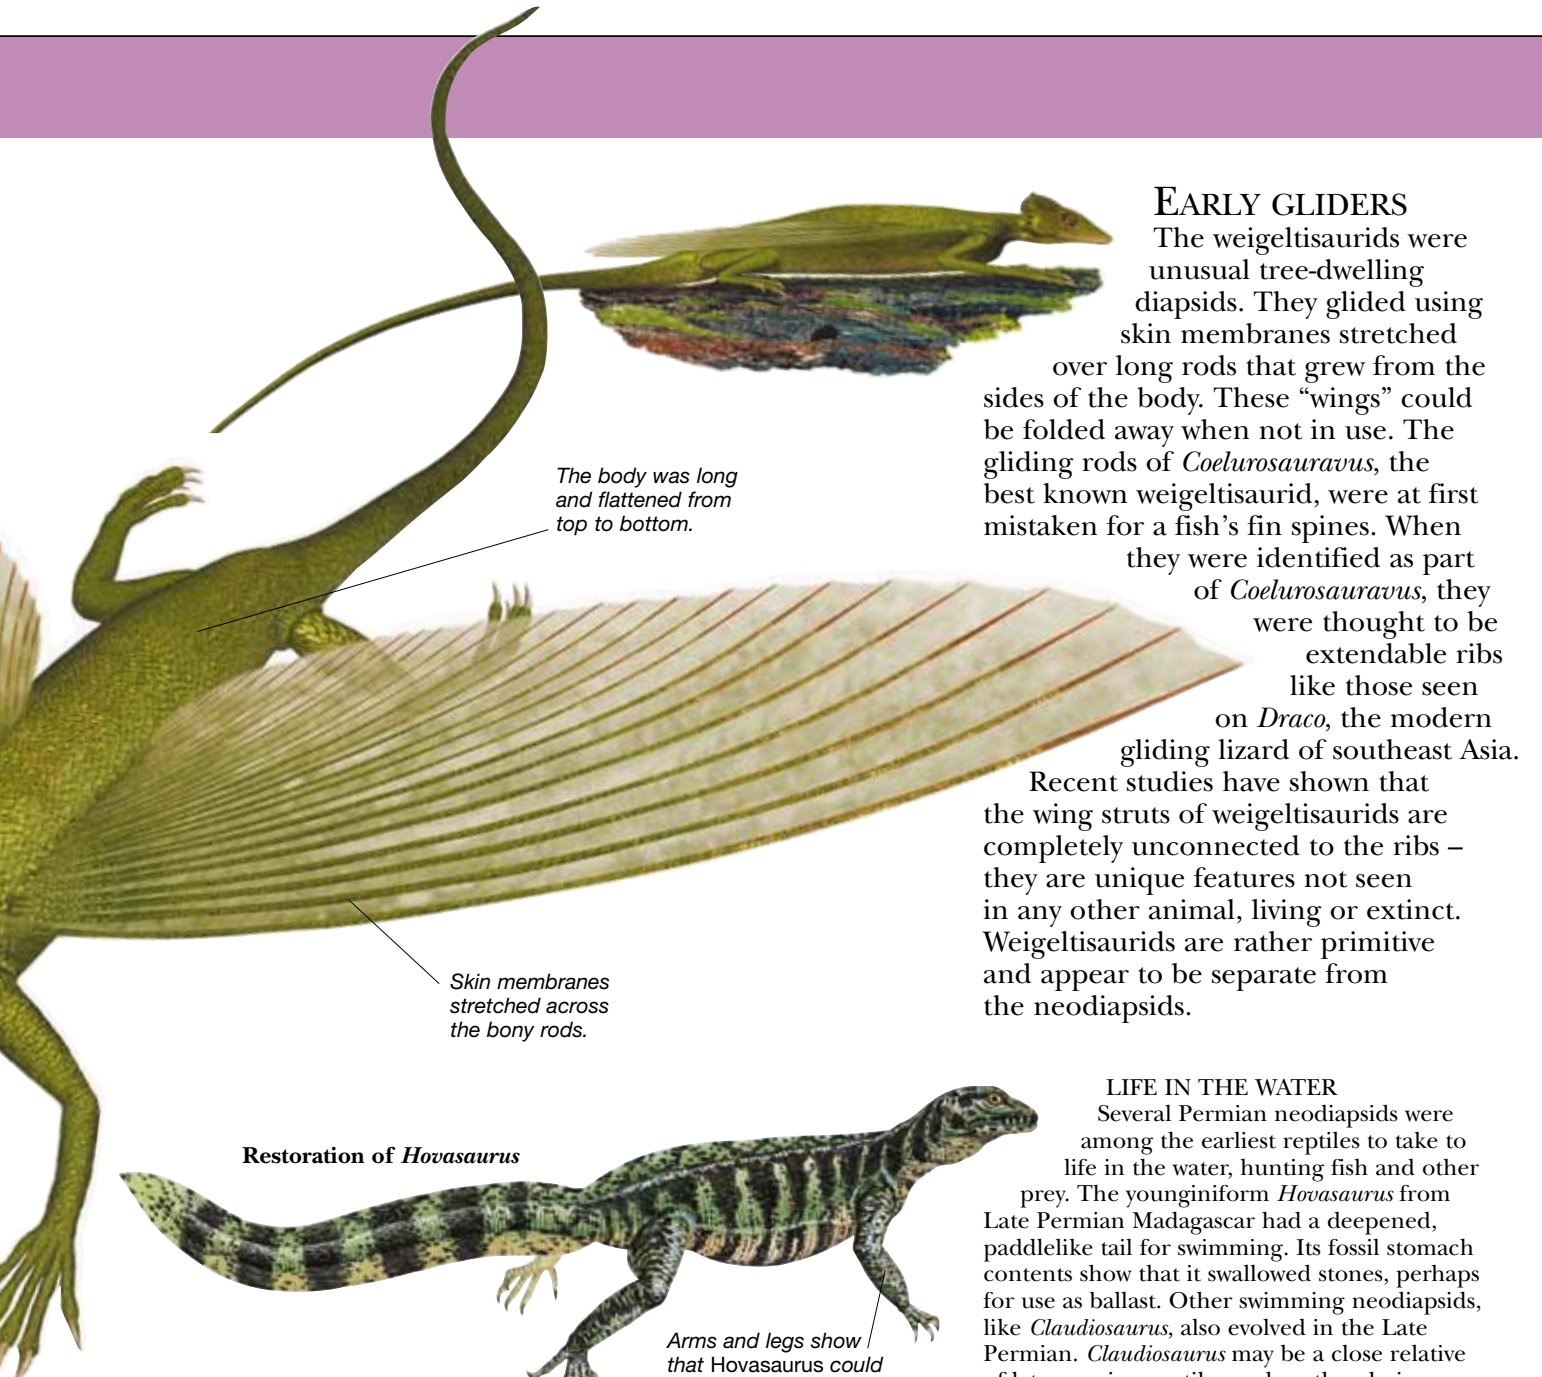 EARLY GLIDERS
The weigeltisaurids were
unusual tree-dwelling
diapsids. They glided using
skin membranes stretched
over long rods that grew from the
sides of the body. These “wings” could
be folded away when not in use. The
gliding rods of Coelurosauravus, the
best known weigeltisaurid, were at first
mistaken for a fish’s fin spines. When
they were identified as part
of Coelurosauravus, they
were thought to be
extendable ribs
like those seen
on Draco, the modern
gliding lizard of southeast Asia.
Recent studies have shown that
the wing struts of weigeltisaurids are
completely unconnected to the ribs –
they are unique features not seen
in any other animal, living or extinct.
Weigeltisaurids are rather primitive
and appear to be separate from
the neodiapsids.
The body was long
and flattened from
top to bottom.
Skin membranes
stretched across
the bony rods.
LIFE IN THE WATER
Several Permian neodiapsids were
among the earliest reptiles to take to
life in the water, hunting fish and other
prey. The younginiform Hovasaurus from
Late Permian Madagascar had a deepened,
paddlelike tail for swimming. Its fossil stomach
contents show that it swallowed stones, perhaps
for use as ballast. Other swimming neodiapsids,
like Claudiosaurus, also evolved in the Late
Permian. Claudiosaurus may be a close relative
Restoration of Hovasaurus
Arms and legs show
that Hovasaurus could